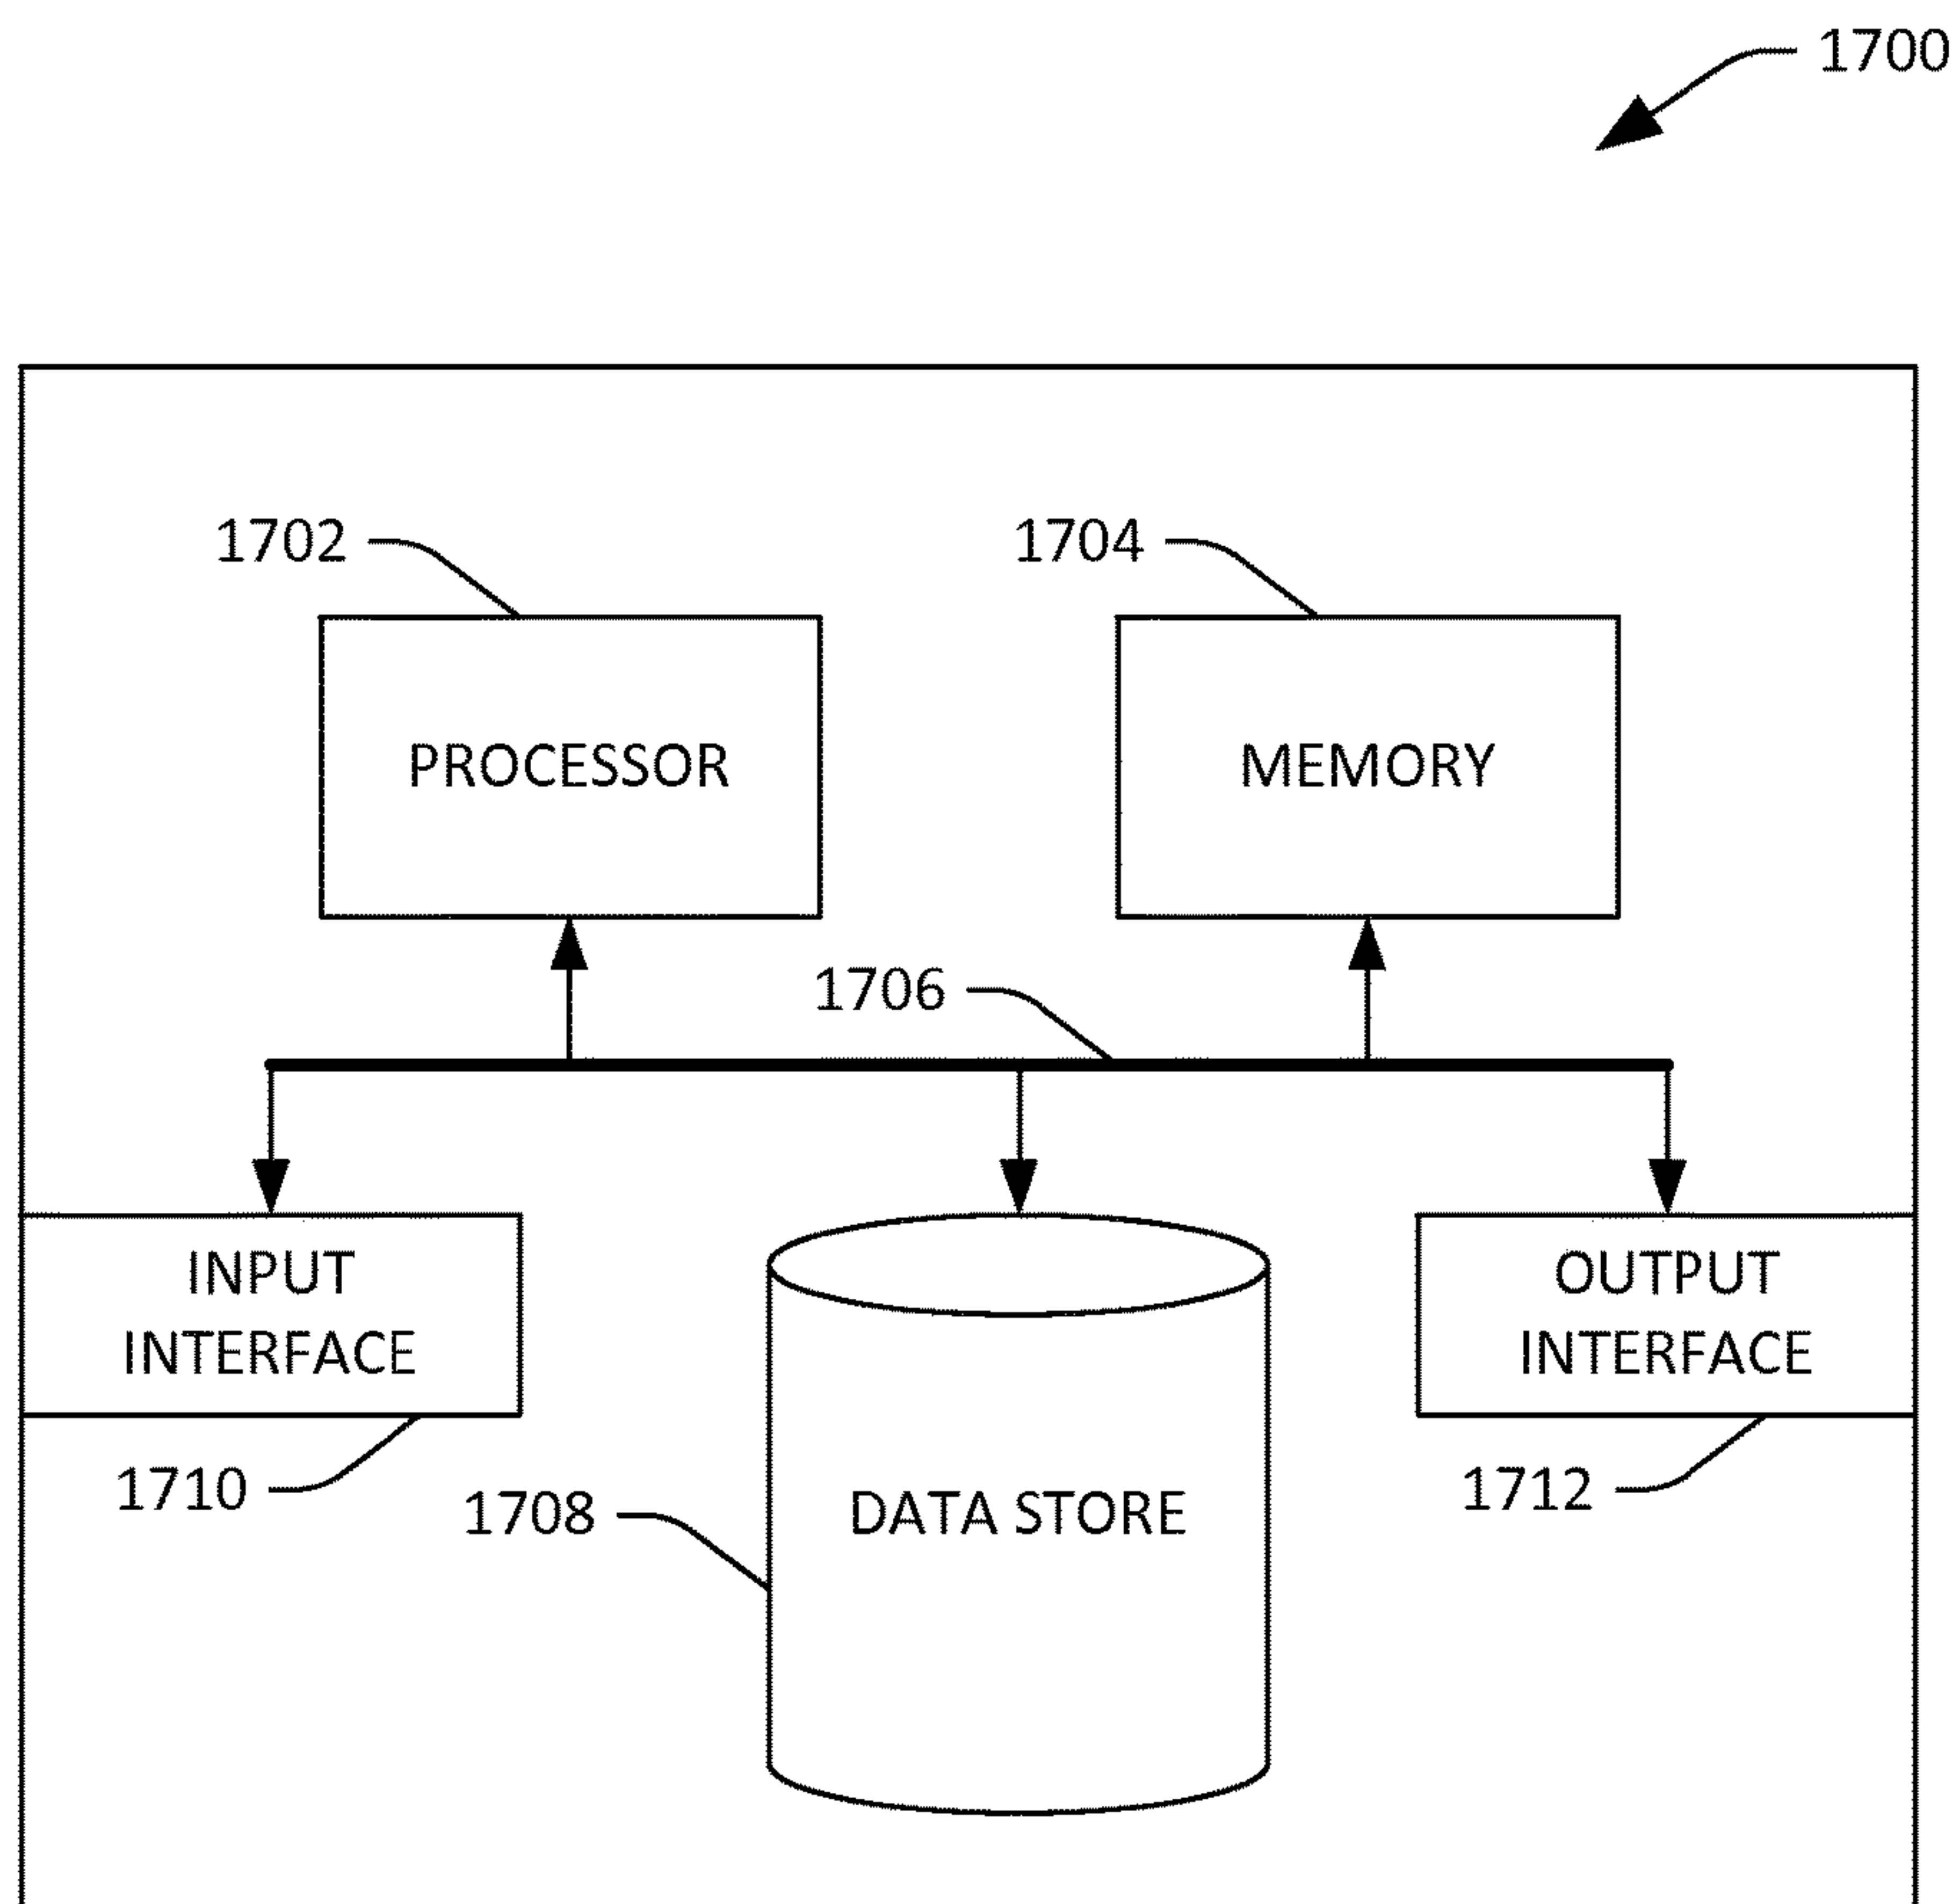 1700
1702
1704
PROCESSOR
MEMORY
1706
INPUT
INTERFACE
OUTPUT
INTERFACE
1710
1708
DATA STORE
1712